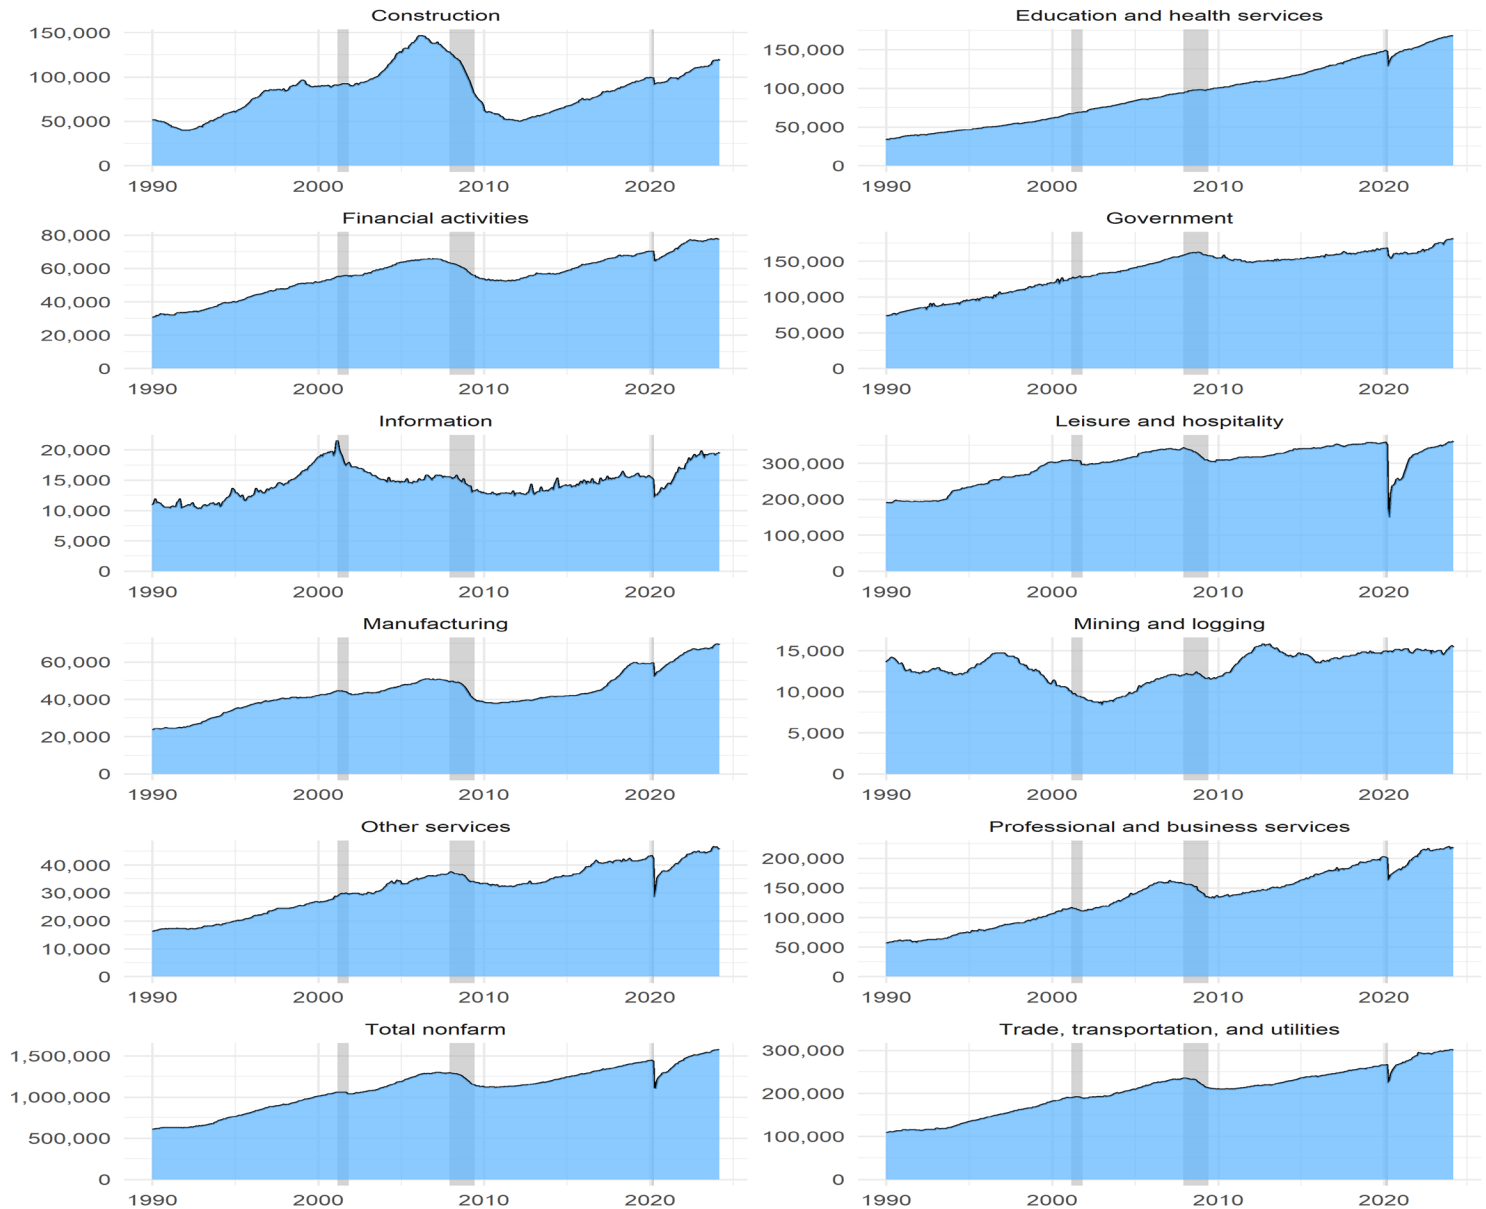 Construction
150,000
100,000
50,000
0
1990 2000 2010 2020
Education and health services
150,000
100,000
50,000
0
1990 2000 2010 2020
Financial activities
80,000
60,000
40,000
20,000
0
1990 2000 2010 2020
Government
150,000
100,000
50,000
0
1990 2000 2010 2020
Information
20,000
15,000
10,000
5,000
0
1990 2000 2010 2020
Leisure and hospitality
300,000
200,000
100,000
0
1990 2000 2010 2020
Manufacturing
60,000
40,000
20,000
0
1990 2000 2010 2020
Mining and logging
15,000
10,000
5,000
0
1990 2000 2010 2020
Other services
40,000
30,000
20,000
10,000
0
1990 2000 2010 2020
Professional and business services
200,000
150,000
100,000
50,000
0
1990 2000 2010 2020
Total nonfarm
1,500,000
1,000,000
500,000
0
1990 2000 2010 2020
Trade, transportation, and utilities
300,000
200,000
100,000
0
1990 2000 2010 2020